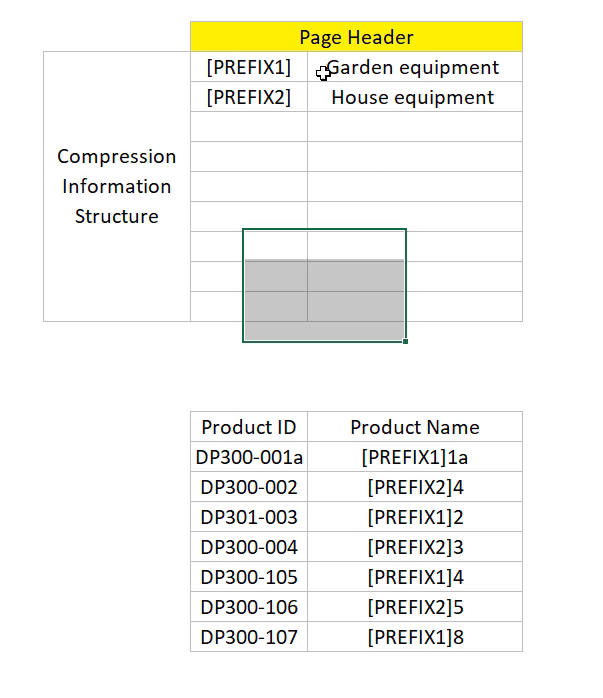 Page Header
[PREFIX1] Garden equipment
[PREFIX2] House equipment
Compression
Information
Structure
Product ID Product Name
DP300-001a [PREFIX1]1a
DP300-002 [PREFIX2]4
DP301-003 [PREFIX1]2
DP300-004 [PREFIX2]3
DP300-105 [PREFIX1]4
DP300-106 [PREFIX2]5
DP300-107 [PREFIX1]8